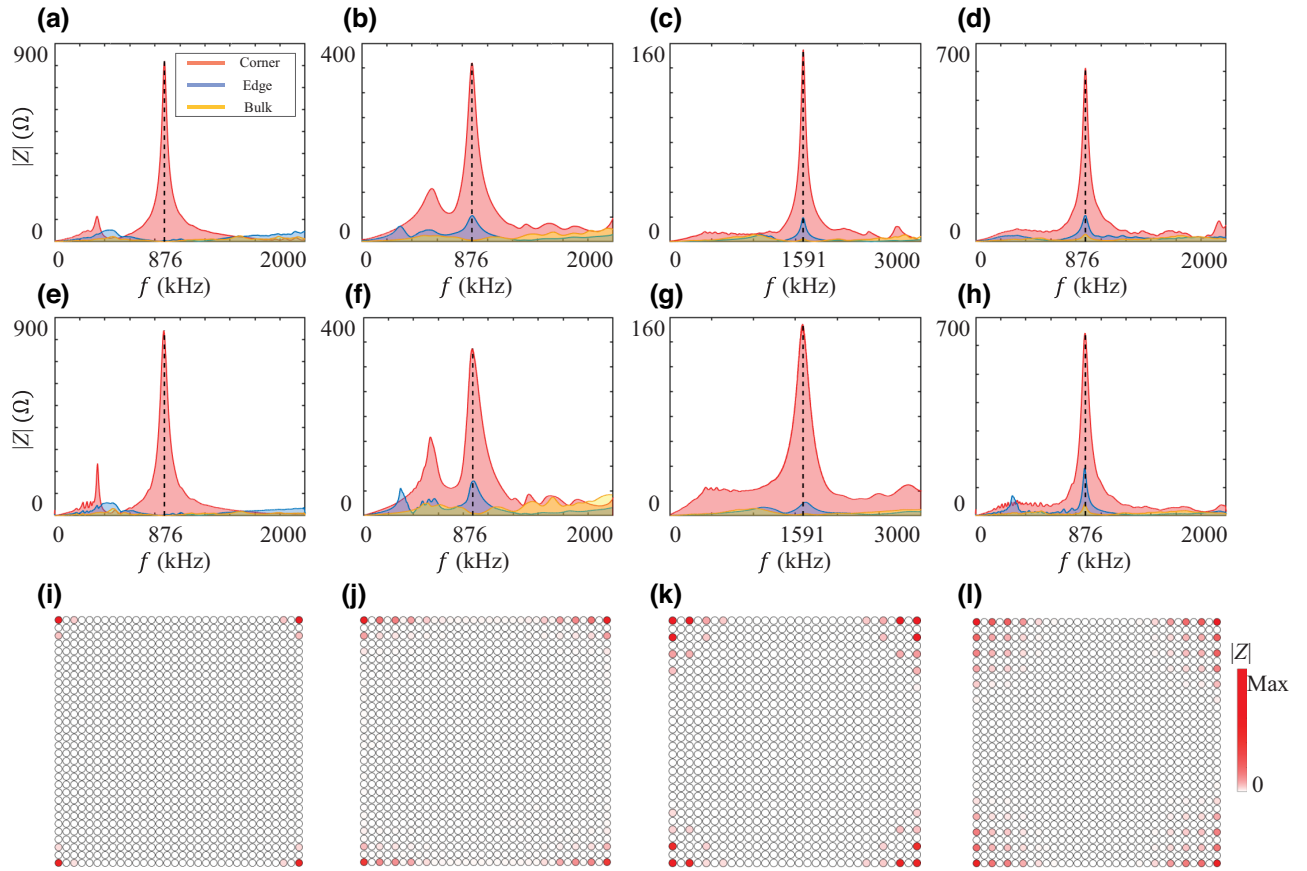 (a) (b) (c) (d)
900 400 160 700
Corner
Edge
Bulk
|Z| (Ω)
0 0 0 0
0 876 2000 0 876 2000 0 1591 3000 0 876 2000
f (kHz) f (kHz) f (kHz) f (kHz)
(e) (f) (g) (h)
900 400 160 700
|Z| (Ω)
0 0 0 0
0 876 2000 0 876 2000 0 1591 3000 0 876 2000
f (kHz) f (kHz) f (kHz) f (kHz)
(i) (j) (k) (l)
|Z|
Max
0